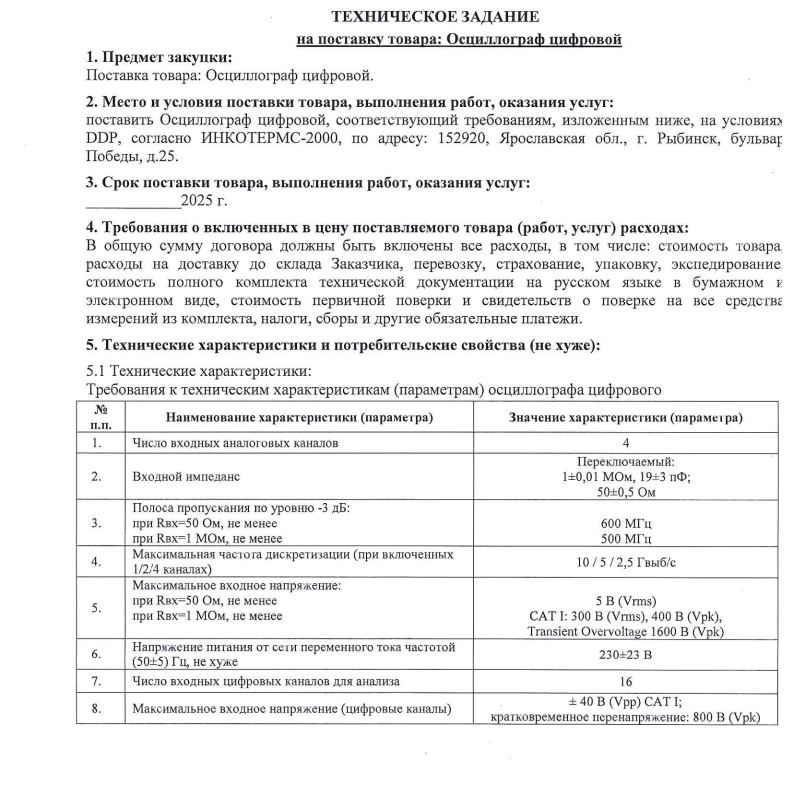 ТЕХНИЧЕСКОЕ ЗАДАНИЕ
на поставку товара: Осциллограф цифровой
1. Предмет закупки:
Поставка товара: Осциллограф цифровой.
2. Место и условия поставки товара, выполнения работ, оказания услуг:
поставить Осциллограф цифровой, соответствующий требованиям, изложенным ниже, на условиях
DDP, согласно ИНКОТЕРМС-2000, по адресу: 152920, Ярославская обл., г. Рыбинск, бульвар
Победы, д.25.
3. Срок поставки товара, выполнения работ, оказания услуг:
____________2025 г.
4. Требования о включенных в цену поставляемого товара (работ, услуг) расходах:
В общую сумму договора должны быть включены все расходы, в том числе: стоимость товара
расходы на доставку до склада Заказчика, перевозку, страхование, упаковку, экспедирование
стоимость полного комплекта технической документации на русском языке в бумажном и
электронном виде, стоимость первичной поверки и свидетельств о поверке на все средства
измерений из комплекта, налоги, сборы и другие обязательные платежи.
5. Технические характеристики и потребительские свойства (не хуже):
5.1 Технические характеристики:
Требования к техническим характеристикам (параметрам) осциллографа цифрового
№ п.п. Наименование характеристики (параметра) Значение характеристики (параметра)
1. Число входных аналоговых каналов 4
2. Входной импеданс Переключаемый:
1±0,01 МОм, 19±3 пФ;
50±0,5 Ом
3. Полоса пропускания по уровню -3 дБ:
при Rвх=50 Ом, не менее 600 МГц
при Rвх=1 МОм, не менее 500 МГц
4. Максимальная частота дискретизации (при включенных
1/2/4 каналах) 10 / 5 / 2,5 Гвыб/с
5. Максимальное входное напряжение:
при Rвх=50 Ом, не менее 5 В (Vrms)
при Rвх=1 МОм, не менее CAT I: 300 В (Vrms), 400 В (Vpk),
Transient Overvoltage 1600 В (Vpk)
6. Напряжение питания от сети переменного тока частотой
(50±5) Гц, не хуже 230±23 В
7. Число входных цифровых каналов для анализа 16
8. Максимальное входное напряжение (цифровые каналы) ± 40 В (Vpp) CAT I;
кратковременное перенапряжение: 800 В (Vpk)